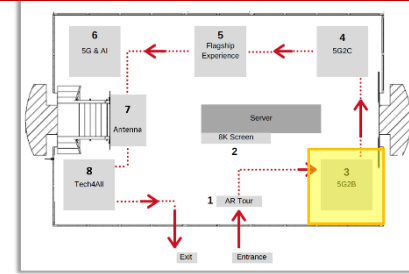 6
5G & AI
5
Flagship
Experience
4
5G2C
7
Antenna
Server
8K Screen
2
8
Tech4All
1 AR Tour
3
5G2B
Exit
Entrance